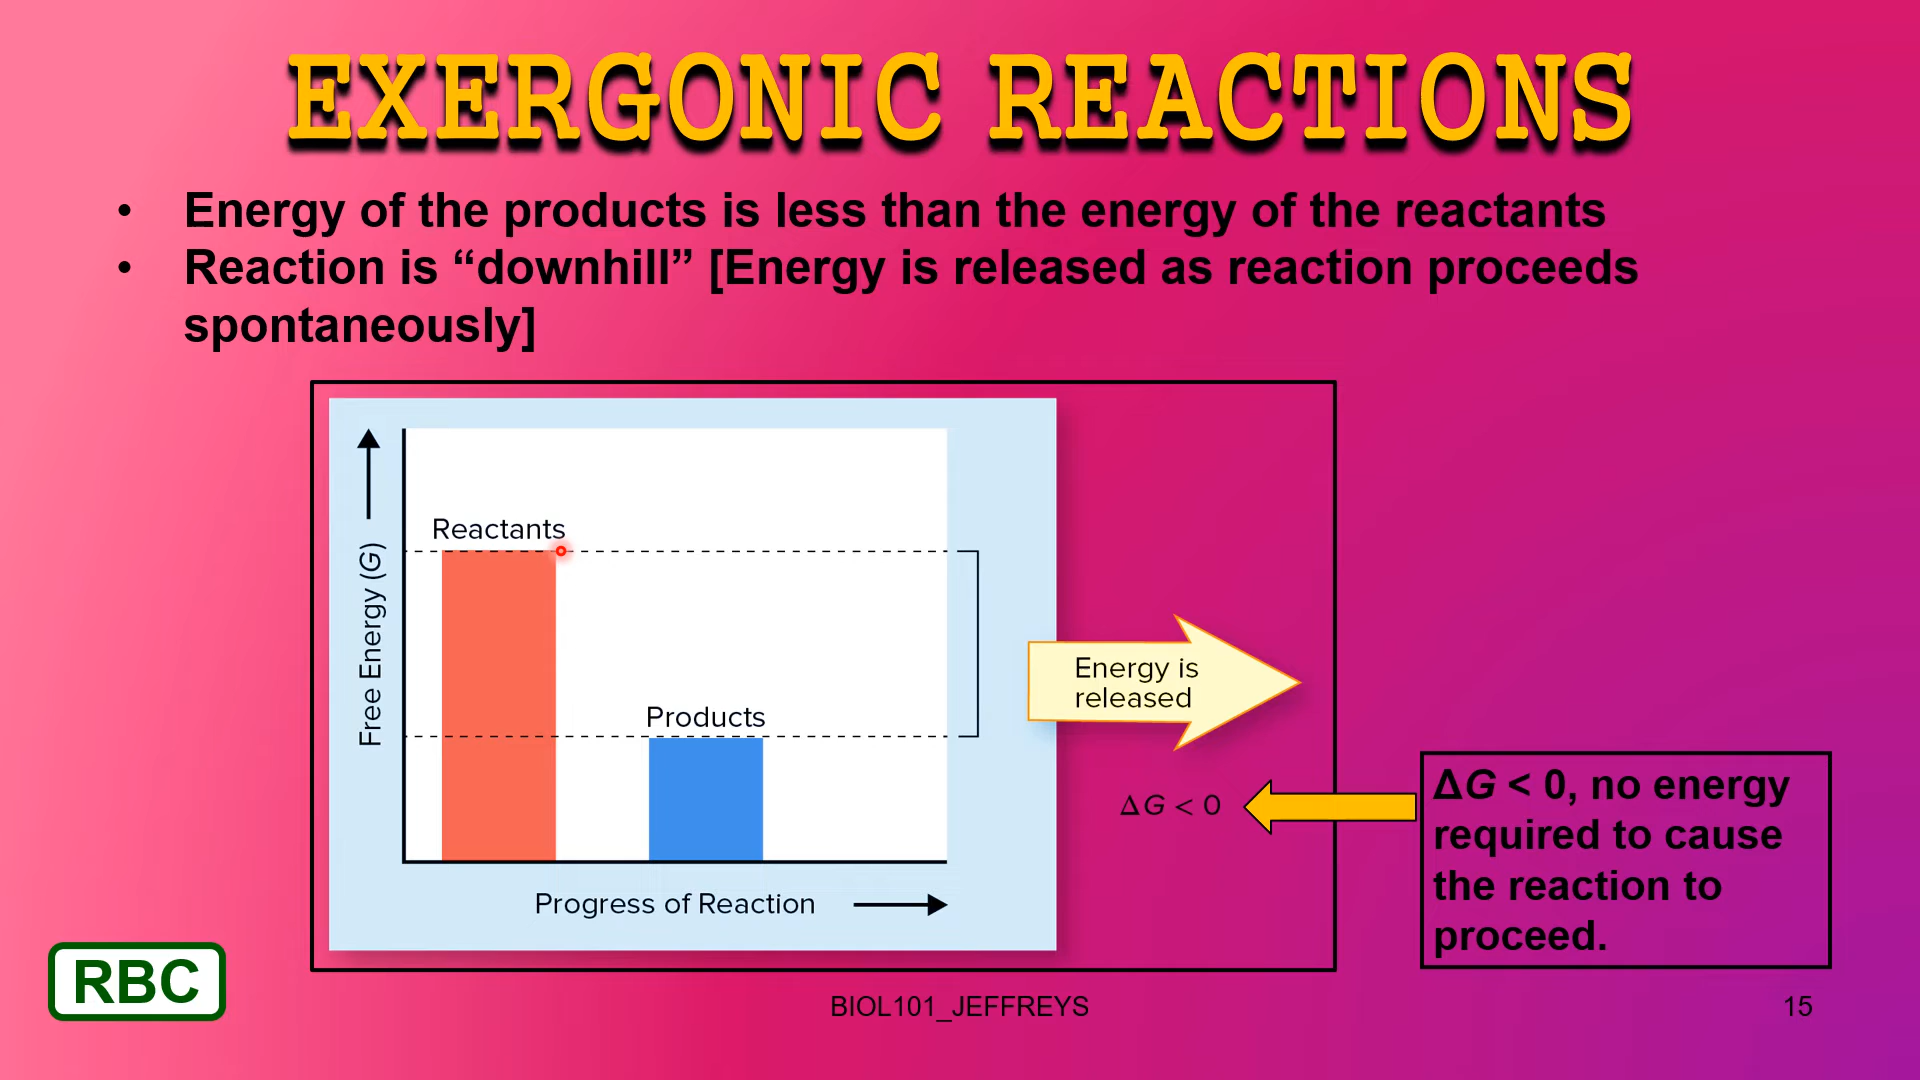 EXERGONIC REACTIONS
• Energy of the products is less than the energy of the reactants
• Reaction is “downhill” [Energy is released as reaction proceeds
spontaneously]
Free Energy (G)
Reactants
Products
Energy is
released
ΔG < 0
Progress of Reaction
ΔG < 0, no energy
required to cause
the reaction to
proceed.
RBC
BIOL101_JEFFREYS
15